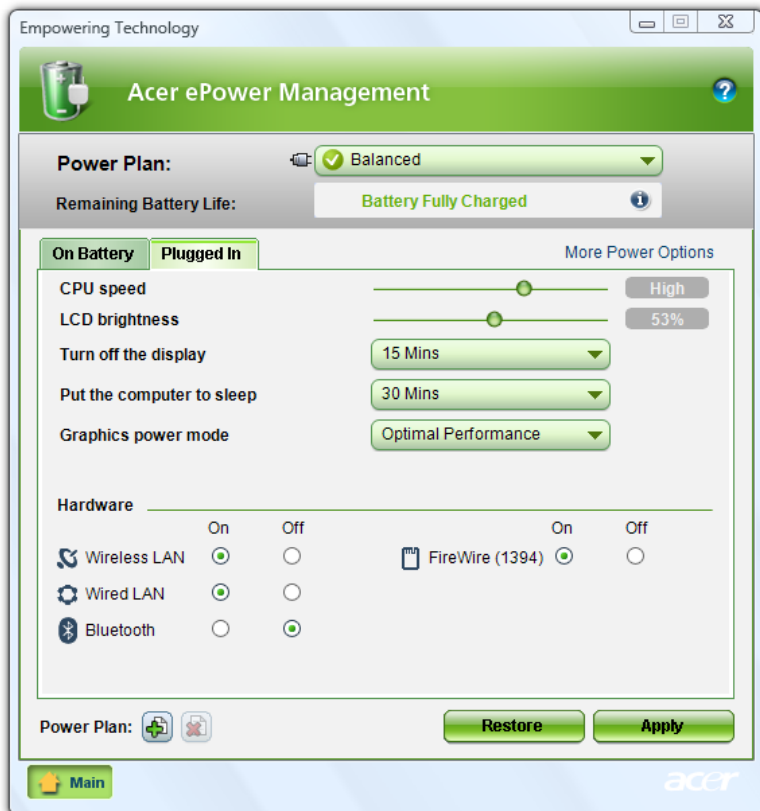 Empowering Technology
Acer ePower Management
Power Plan: Balanced
Remaining Battery Life: Battery Fully Charged
On Battery Plugged In More Power Options
CPU speed High
LCD brightness 53%
Turn off the display 15 Mins
Put the computer to sleep 30 Mins
Graphics power mode Optimal Performance
Hardware
On Off On Off
Wireless LAN FireWire (1394)
Wired LAN
Bluetooth
Power Plan: Restore Apply
Main acer